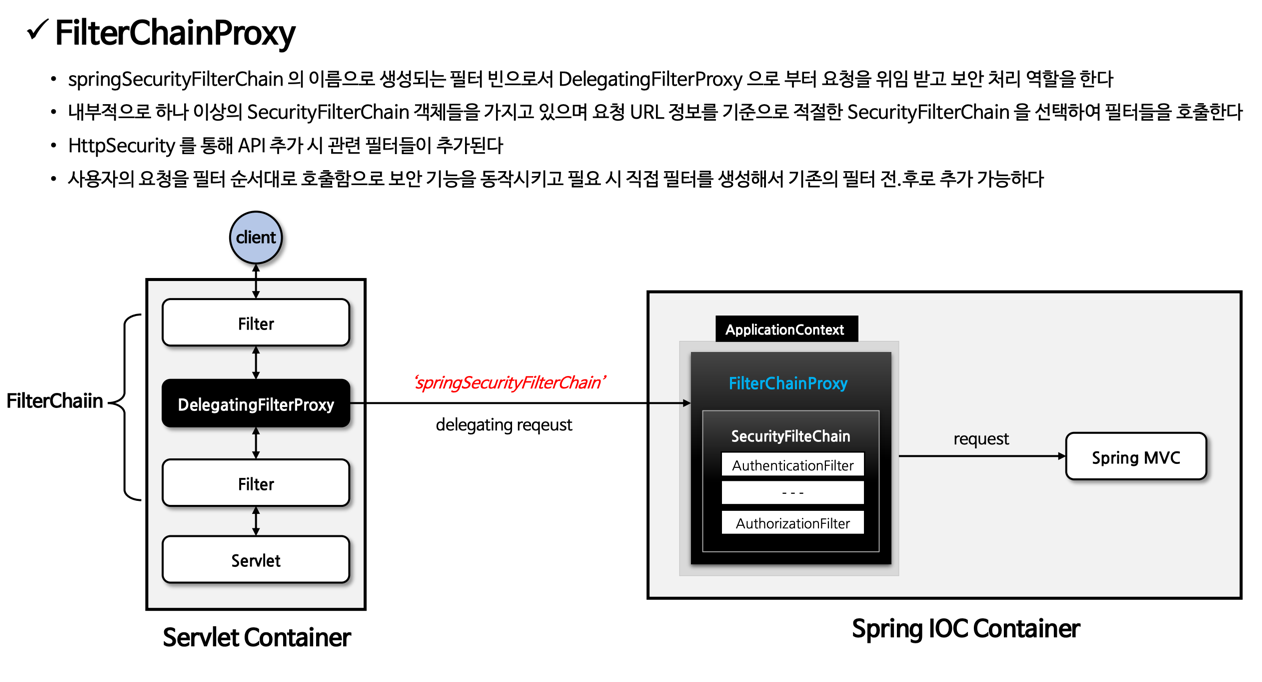 ✓ FilterChainProxy
• springSecurityFilterChain 의 이름으로 생성되는 필터 빈으로서 DelegatingFilterProxy 으로 부터 요청을 위임 받고 보안 처리 역할을 한다
• 내부적으로 하나 이상의 SecurityFilterChain 객체들을 가지고 있으며 요청 URL 정보를 기준으로 적절한 SecurityFilterChain 을 선택하여 필터들을 호출한다
• HttpSecurity 를 통해 API 추가 시 관련 필터들이 추가된다
• 사용자의 요청을 필터 순서대로 호출함으로 보안 기능을 동작시키고 필요 시 직접 필터를 생성해서 기존의 필터 전.후로 추가 가능하다
client
Filter
DelegatingFilterProxy
Filter
Servlet
FilterChaiin
Servlet Container
‘springSecurityFilterChain’
delegating reqeust
ApplicationContext
FilterChainProxy
SecurityFilteChain
AuthenticationFilter
- - -
AuthorizationFilter
request
Spring MVC
Spring IOC Container